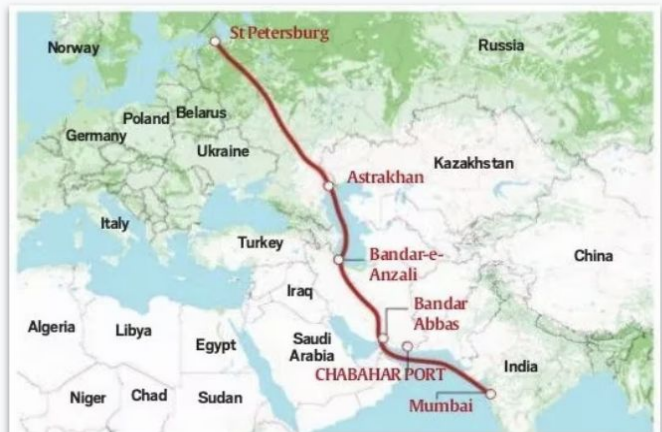 St Petersburg
Norway
Russia
Poland
Belarus
Germany
Ukraine
Kazakhstan
Astrakhan
Italy
Turkey
Bandar-e-
Anzali
China
Iraq
Bandar
Abbas
Algeria
Libya
Egypt
Saudi
Arabia
India
CHABAHAR PORT
Niger
Chad
Sudan
Mumbai